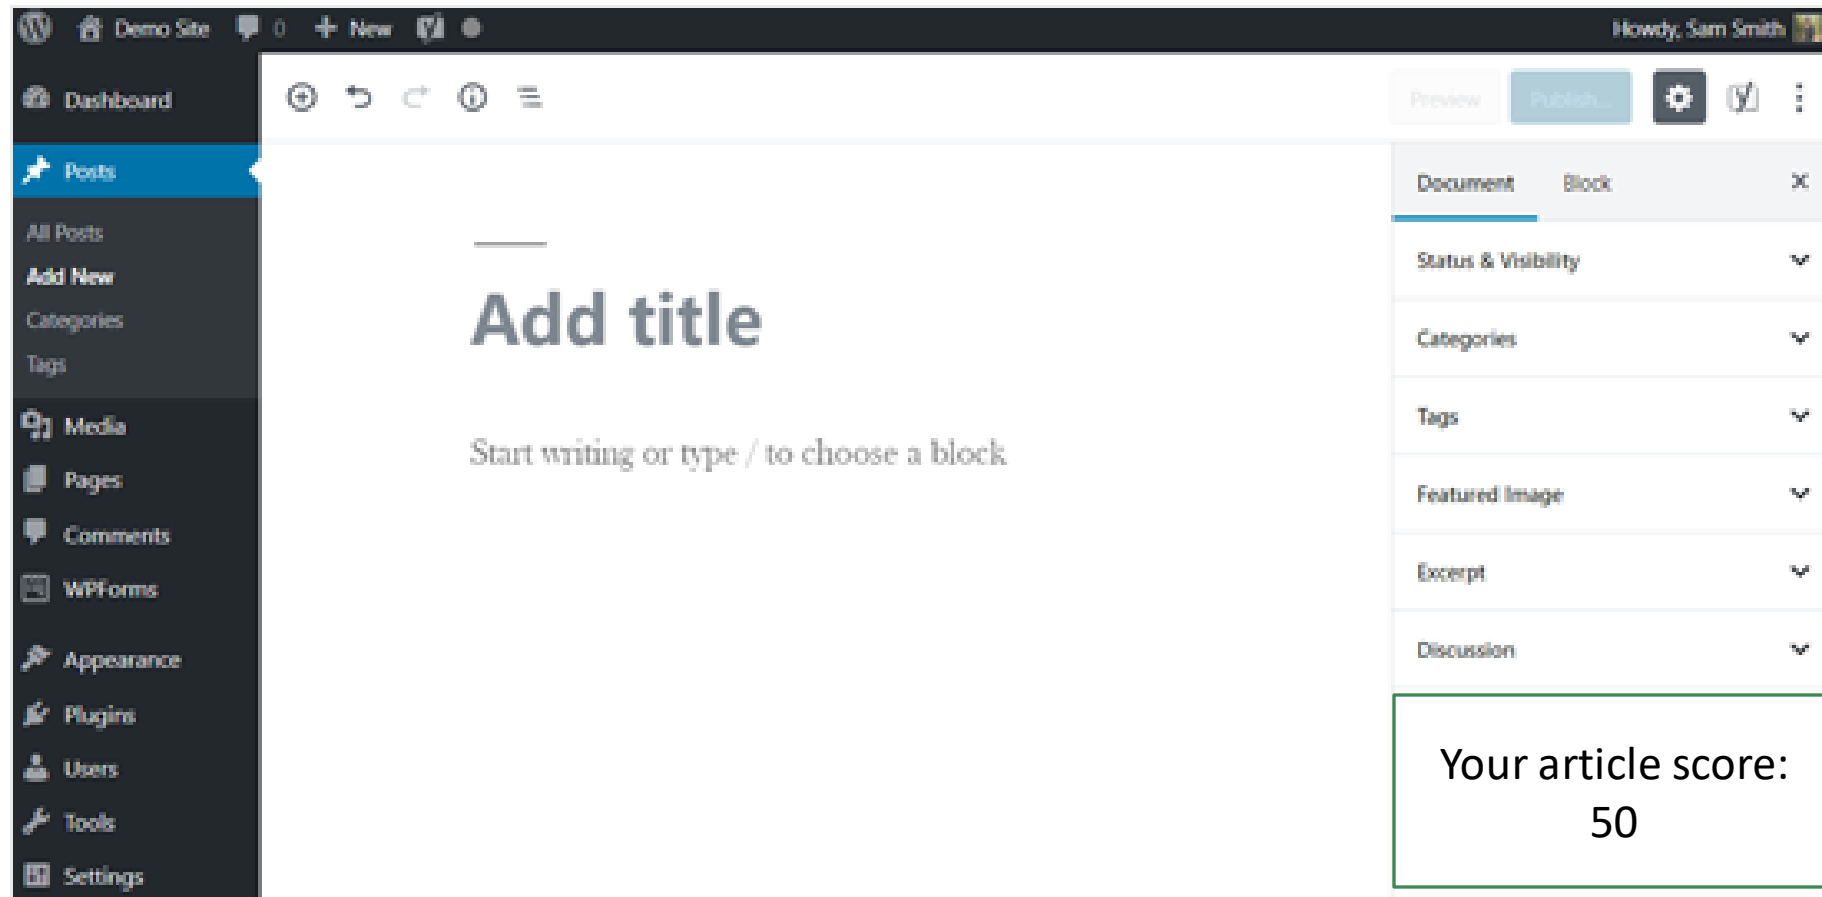 Demo Site 0 + New Howdy, Sam Smith
Dashboard
Posts
All Posts
Add New
Categories
Tags
Media
Pages
Comments
WPForms
Appearance
Plugins
Users
Tools
Settings
Preview Publish...
Add title
Start writing or type / to choose a block
Document Block
Status & Visibility
Categories
Tags
Featured Image
Excerpt
Discussion
Your article score:
50